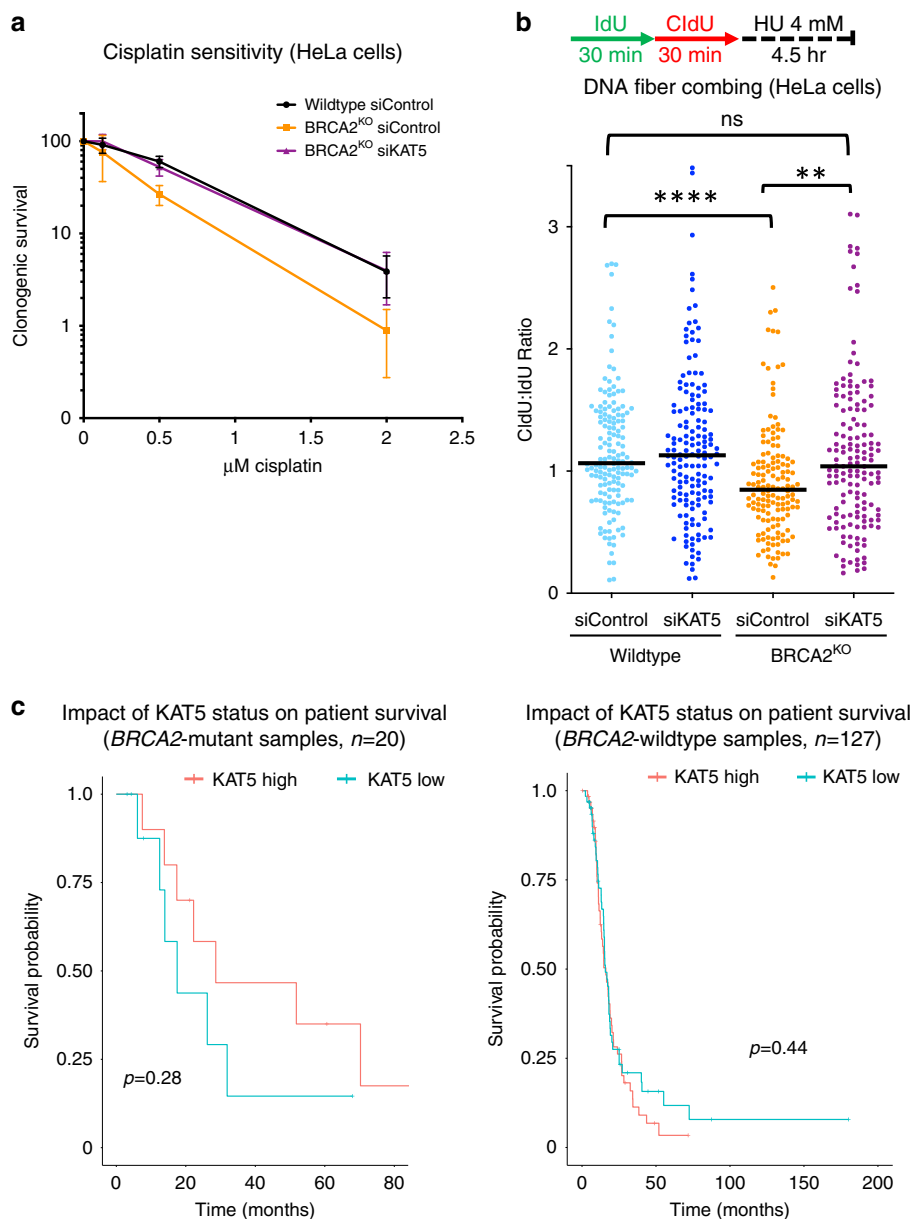 a
Cisplatin sensitivity (HeLa cells)
Wildtype siControl
BRCA2KO siControl
BRCA2KO siKAT5
100
10
1
0
Clonogenic survival
0 0.5 1 1.5 2 2.5
μM cisplatin
b
IdU CldU HU 4 mM
30 min 30 min 4.5 hr
DNA fiber combing (HeLa cells)
ns
**** **
3
2
1
0
CldU:IdU Ratio
siControl siKAT5 siControl siKAT5
Wildtype BRCA2KO
c
Impact of KAT5 status on patient survival
(BRCA2-mutant samples, n=20)
KAT5 high KAT5 low
1.0
0.75
0.50
0.25
0
Survival probability
p=0.28
0 20 40 60 80
Time (months)
Impact of KAT5 status on patient survival
(BRCA2-wildtype samples, n=127)
KAT5 high KAT5 low
1.0
0.75
0.50
0.25
0
Survival probability
p=0.44
0 50 100 150 200
Time (months)